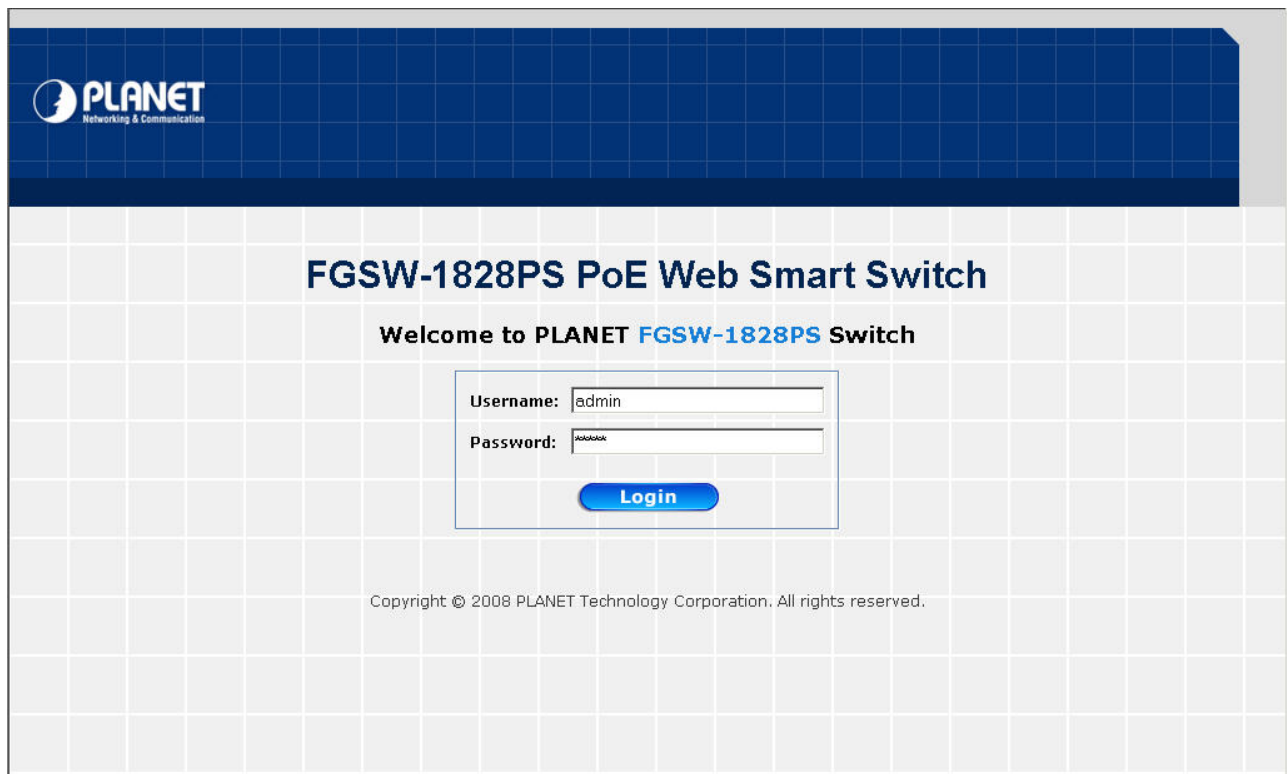 PLANET
Networking & Communication
FGSW-1828PS PoE Web Smart Switch
Welcome to PLANET FGSW-1828PS Switch
Username: admin
Password: *****
Login
Copyright © 2008 PLANET Technology Corporation. All rights reserved.